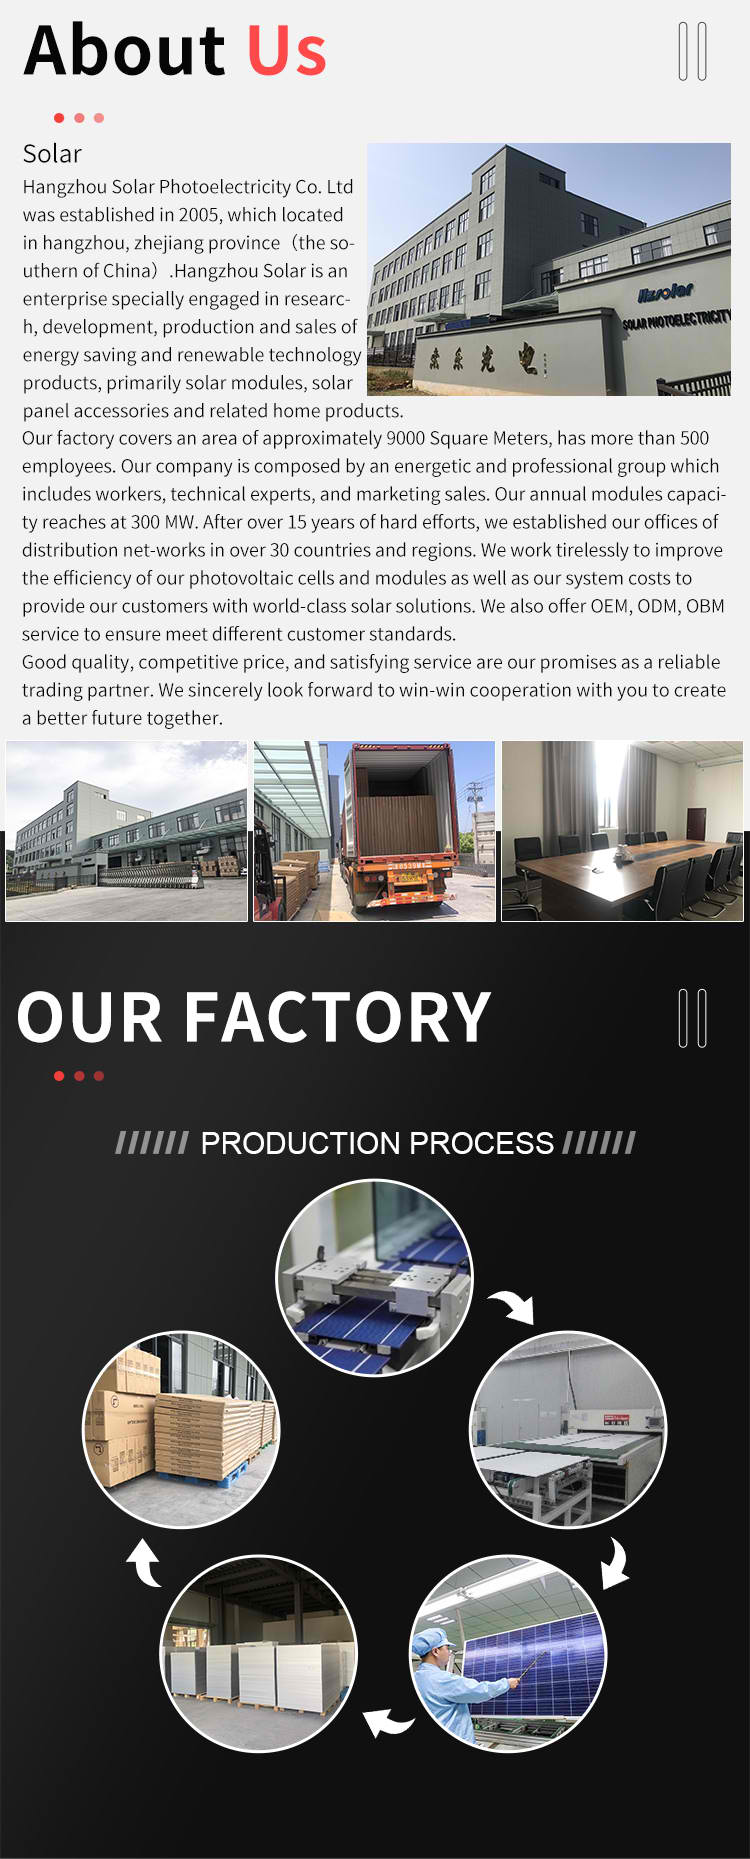 About Us
Solar
Hangzhou Solar Photoelectricity Co. Ltd
was established in 2005, which located
in hangzhou, zhejiang province（the so-
uthern of China）.Hangzhou Solar is an
enterprise specially engaged in researc-
h, development, production and sales of
energy saving and renewable technology
products, primarily solar modules, solar
panel accessories and related home products.
Hzsolar
SOLAR PHOTOELECTRICITY
Our factory covers an area of approximately 9000 Square Meters, has more than 500
employees. Our company is composed by an energetic and professional group which
includes workers, technical experts, and marketing sales. Our annual modules capaci-
ty reaches at 300 MW. After over 15 years of hard efforts, we established our offices of
distribution net-works in over 30 countries and regions. We work tirelessly to improve
the efficiency of our photovoltaic cells and modules as well as our system costs to
provide our customers with world-class solar solutions. We also offer OEM, ODM, OBM
service to ensure meet different customer standards.
Good quality, competitive price, and satisfying service are our promises as a reliable
trading partner. We sincerely look forward to win-win cooperation with you to create
a better future together.
OUR FACTORY
PRODUCTION PROCESS